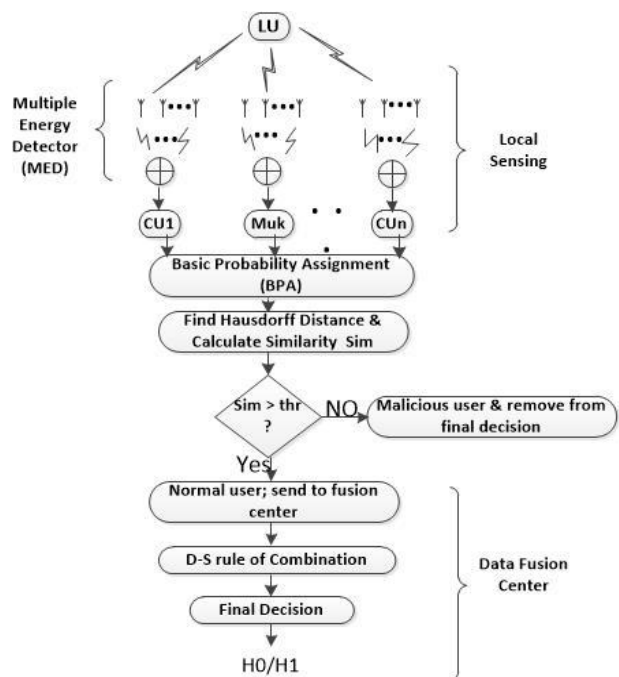 LU
Multiple
Energy
Detector
(MED)
Local
Sensing
CU1
Muk
CUn
Basic Probability Assignment
(BPA)
Find Hausdorff Distance &
Calculate Similarity Sim
Sim > thr
?
NO
Malicious user & remove from
final decision
Yes
Normal user; send to fusion
center
D-S rule of Combination
Final Decision
H0/H1
Data Fusion
Center